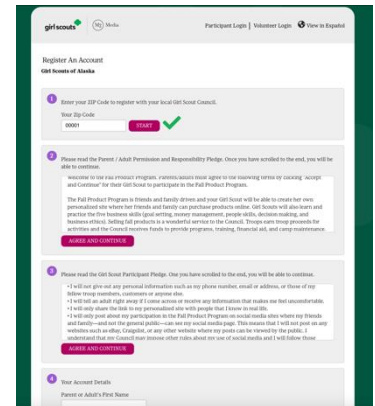 girl scouts
M2 Media
Participant Login | Volunteer Login View in Español
Register An Account
Girl Scouts of Alaska
1 Enter your ZIP Code to register with your local Girl Scout Council.
Your Zip Code
00001 START
2 Please read the Parent / Adult Permission and Responsibility Pledge. Once you have scrolled to the end, you will be
able to continue.
Welcome to the Fall Product Program. Parents/adults must agree to the following terms by clicking "Accept
and Continue" for their Girl Scout to participate in the Fall Product Program.
The Fall Product Program is friends and family driven and your Girl Scout will be able to create her own
personalized site where her friends and family can purchase products online. Girl Scouts will also learn and
practice the five business skills (goal setting, money management, people skills, decision making, and
business ethics). Selling fall products is a wonderful service to the Council. Troops earn troop proceeds for
activities and the Council receives funds to provide programs, training, financial aid, and camp maintenance.
AGREE AND CONTINUE
3 Please read the Girl Scout Participant Pledge. One you have scrolled to the end, you will be able to continue.
• I will not give out any personal information such as my phone number, email or address, or those of my
fellow troop members, customers or anyone else.
• I will tell an adult right away if I come across or receive any information that makes me feel uncomfortable.
• I will only share the link to my personalized site with people that I know in real life.
• I will only post about my participation in the Fall Product Program on social media sites where my friends
and family—and not the general public—can see my social media page. This means that I will not post on any
websites such as eBay, Craigslist, or any other website where my posts can be viewed by the public. I
understand that my Council may impose other rules about my use of social media and I will follow those
AGREE AND CONTINUE
4 Your Account Details
Parent or Adult's First Name